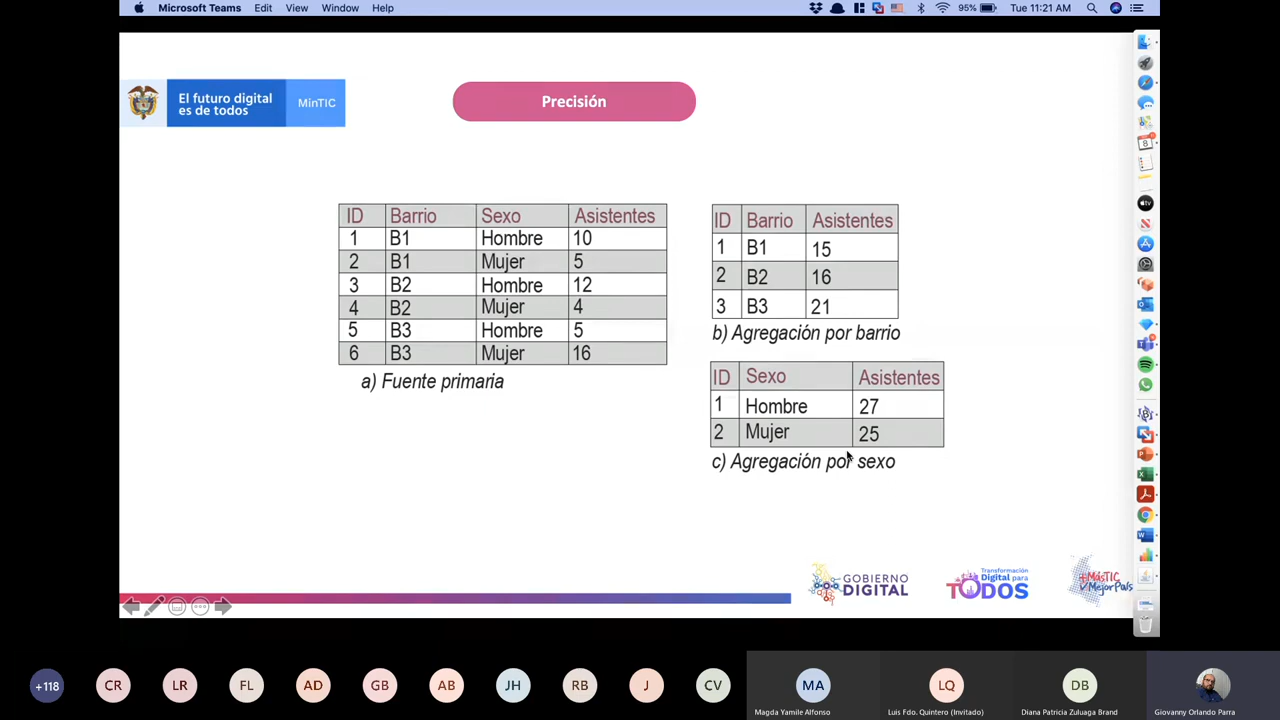 Microsoft Teams Edit View Window Help
95% Tue 11:21 AM
El futuro digital
es de todos
MinTIC
Precisión
ID Barrio Sexo Asistentes
1 B1 Hombre 10
2 B1 Mujer 5
3 B2 Hombre 12
4 B2 Mujer 4
5 B3 Hombre 5
6 B3 Mujer 16
a) Fuente primaria
ID Barrio Asistentes
1 B1 15
2 B2 16
3 B3 21
b) Agregación por barrio
ID Sexo Asistentes
1 Hombre 27
2 Mujer 25
c) Agregación por sexo
GOBIERNO
DIGITAL
Transformación
Digital para
TODOS
#MásTIC
MejorPaís
+118 CR LR FL AD GB AB JH RB J CV MA LQ DB
Magda Yamile Alfonso
Luis Fdo. Quintero (Invitado)
Diana Patricia Zuluaga Brand
Giovanny Orlando Parra